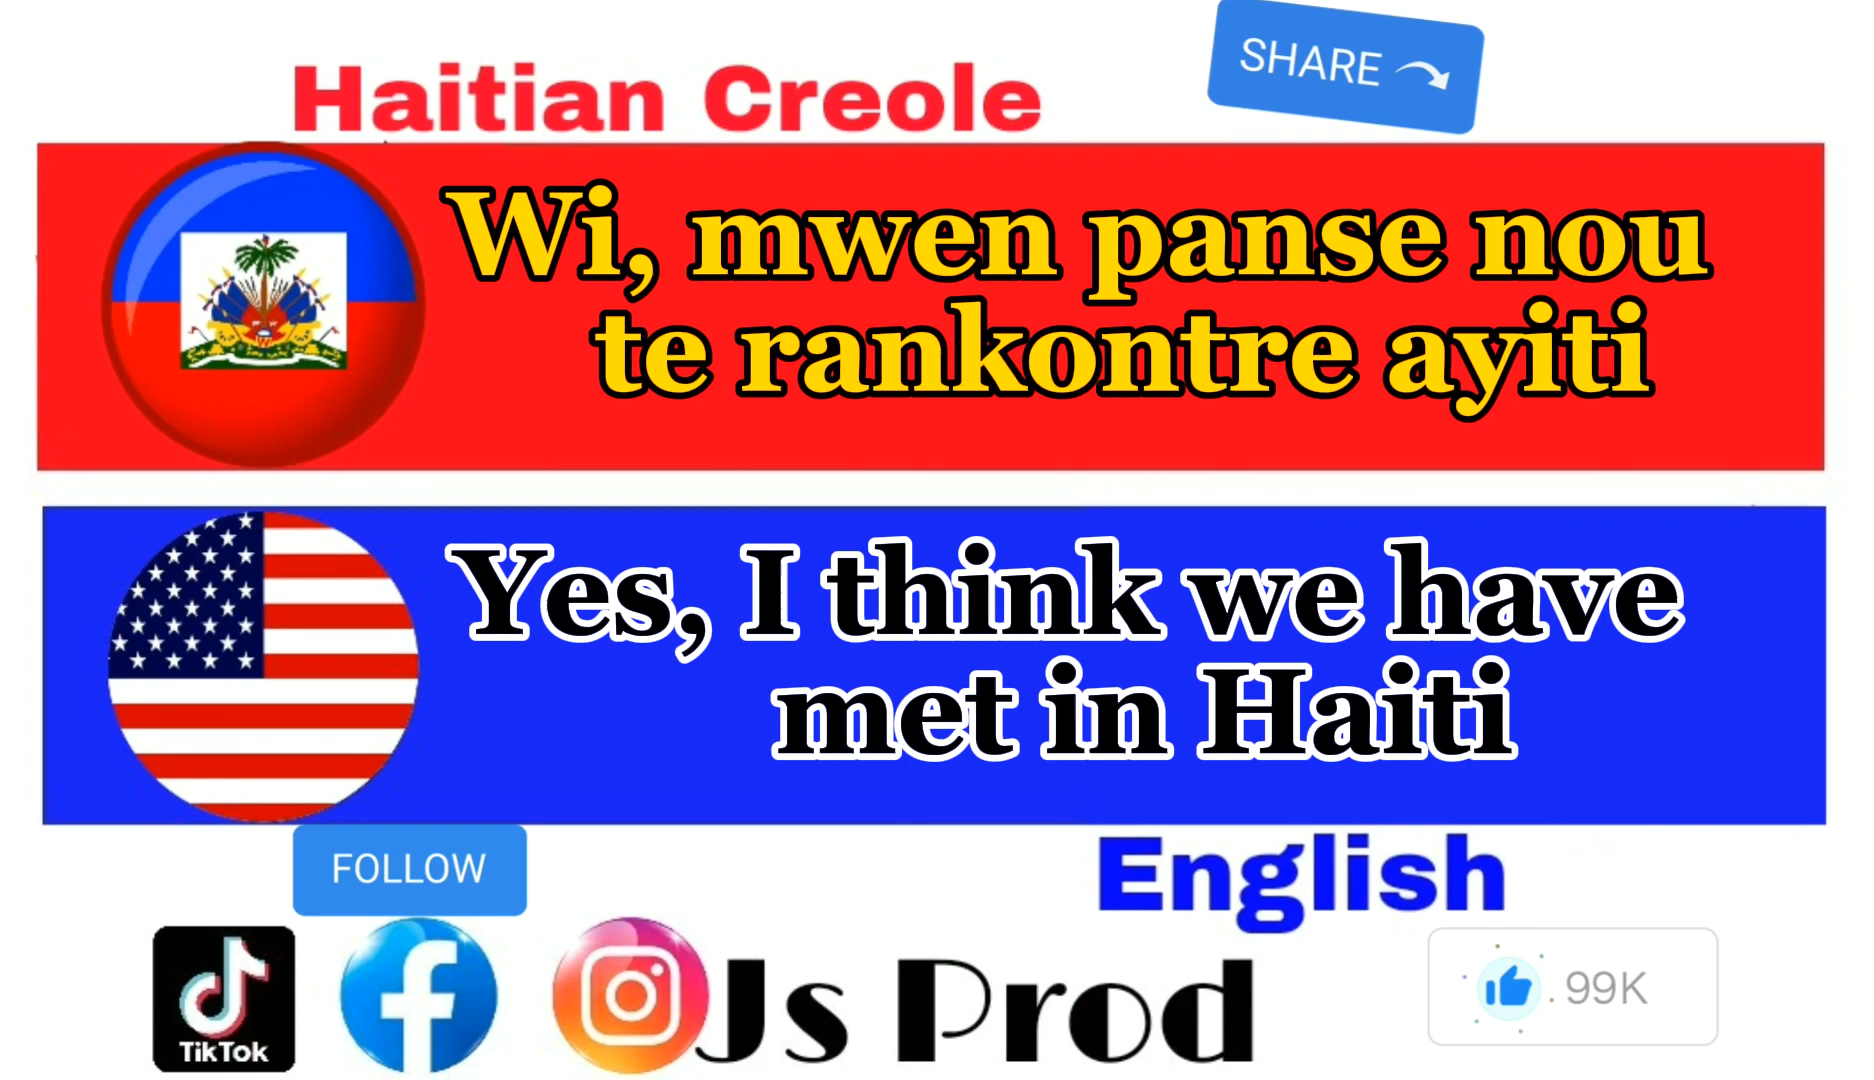 SHARE
Haitian Creole
Wi, mwen panse nou
te rankontre ayiti
Yes, I think we have
met in Haiti
FOLLOW
English
TikTok
Js Prod
99K